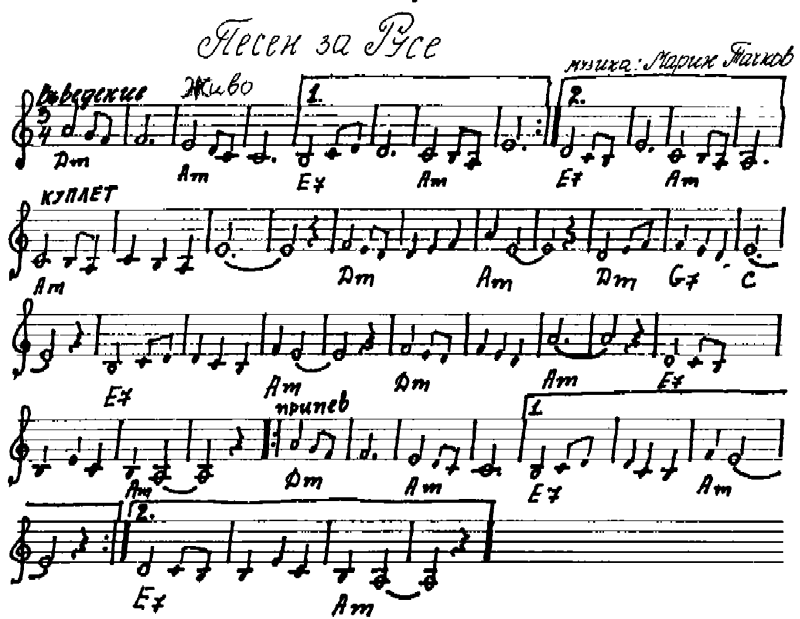 Песен за Русе
музика: Марин Тачков
Въведение Живо 1. 2.
3
4
Dm Am E7 Am E7 Am
КУПЛЕТ
Am Dm Am Dm G7 C
E7 Am Dm Am E7
припев 1.
Am Dm Am E7 Am
2.
E7 Am